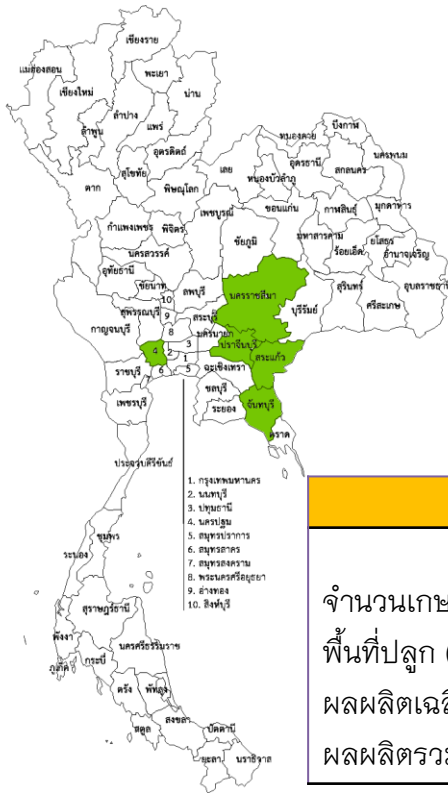 เชียงราย
แม่ฮ่องสอน
เชียงใหม่
พะเยา
น่าน
ลำปาง
ลำพูน
แพร่
อุตรดิตถ์
สุโขทัย
ตาก
พิษณุโลก
เลย
หนองคาย
บึงกาฬ
อุดรธานี
หนองบัวลำภู
สกลนคร
นครพนม
เพชรบูรณ์
ขอนแก่น
กาฬสินธุ์
มุกดาหาร
กำแพงเพชร
พิจิตร
ชัยภูมิ
มหาสารคาม
ร้อยเอ็ด
ยโสธร
อำนาจเจริญ
นครสวรรค์
อุทัยธานี
ชัยนาท
ลพบุรี
นครราชสีมา
บุรีรัมย์
สุรินทร์
ศรีสะเกษ
อุบลราชธานี
10
สุพรรณบุรี
9
สระบุรี
กาญจนบุรี
8
นครนายก
3
ปราจีนบุรี
4
2
1
สระแก้ว
ราชบุรี
6
5
ฉะเชิงเทรา
ชลบุรี
เพชรบุรี
ระยอง
จันทบุรี
ตราด
ประจวบคีรีขันธ์
1. กรุงเทพมหานคร
2. นนทบุรี
3. ปทุมธานี
4. นครปฐม
5. สมุทรปราการ
6. สมุทรสาคร
7. สมุทรสงคราม
8. พระนครศรีอยุธยา
9. อ่างทอง
10. สิงห์บุรี
ชุมพร
ระนอง
สุราษฎร์ธานี
พังงา
ภูเก็ต
กระบี่
นครศรีธรรมราช
ตรัง
พัทลุง
สงขลา
สตูล
ปัตตานี
ยะลา
นราธิวาส
จำนวนเกษ
พื้นที่ปลูก (
ผลผลิตเฉลี
ผลผลิตรวม